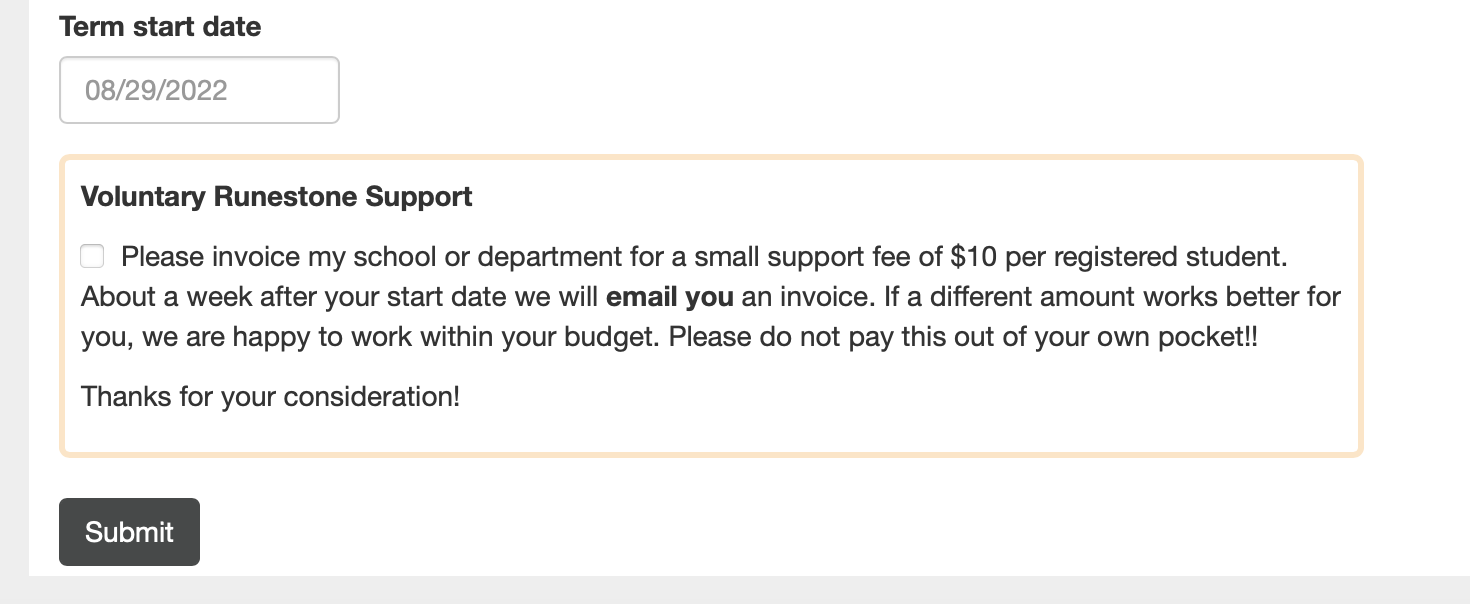 Term start date
08/29/2022
Voluntary Runestone Support
Please invoice my school or department for a small support fee of $10 per registered student.
About a week after your start date we will email you an invoice. If a different amount works better for
you, we are happy to work within your budget. Please do not pay this out of your own pocket!!
Thanks for your consideration!
Submit